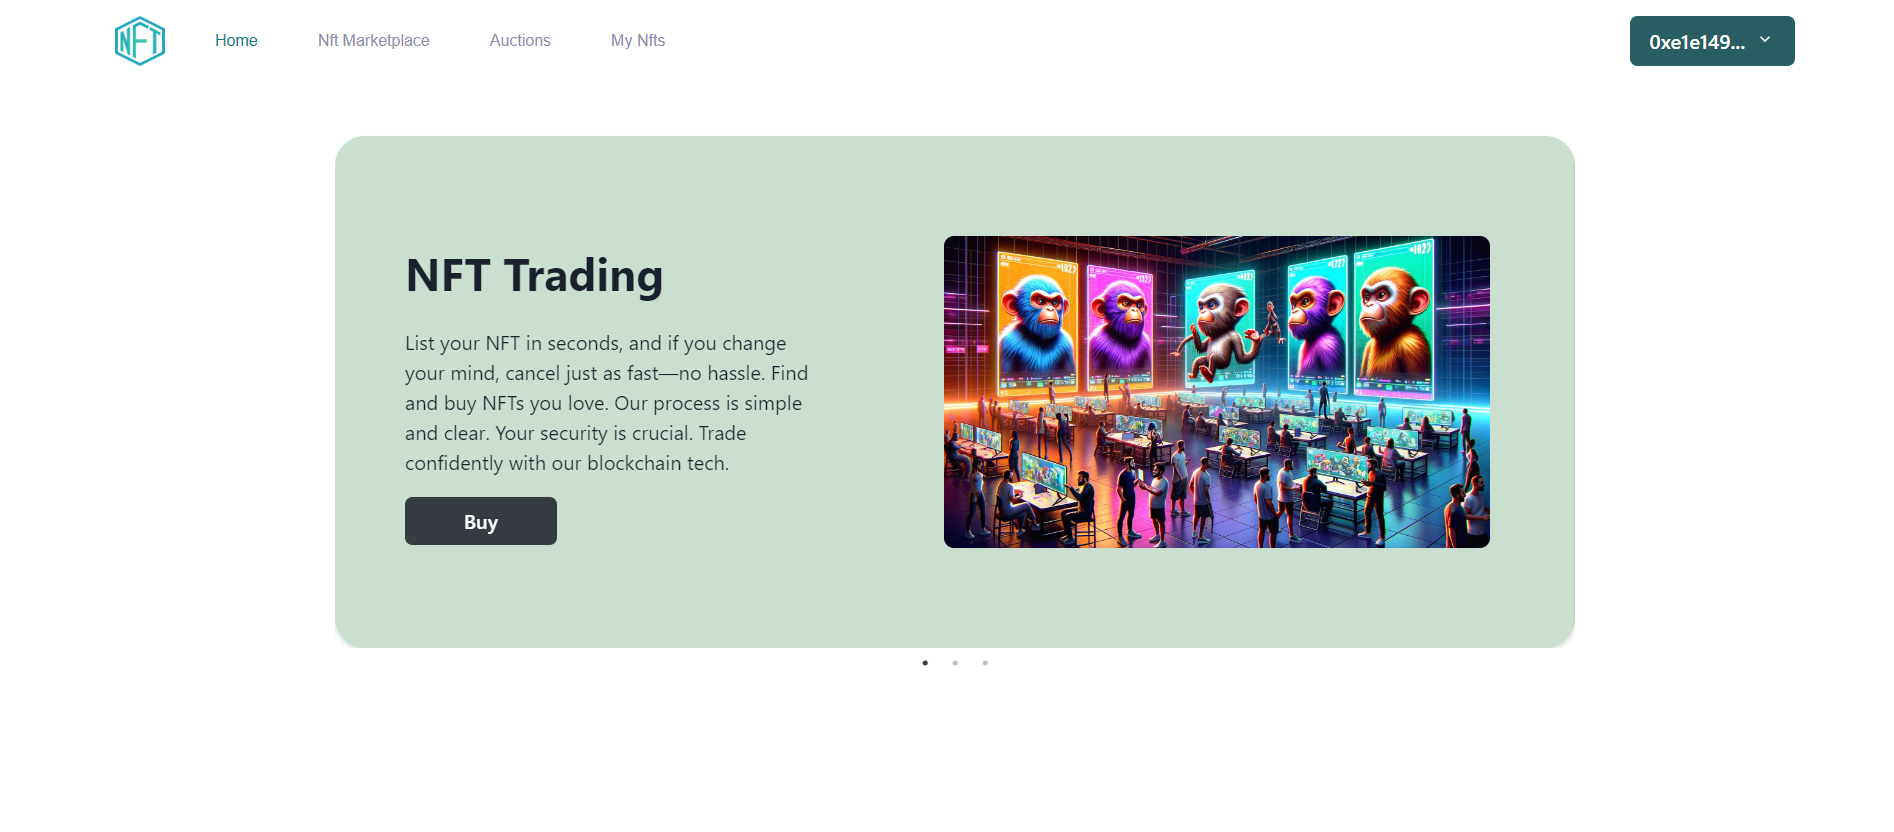 NFT
Home
Nft Marketplace
Auctions
My Nfts
0xe1e149...
NFT Trading
List your NFT in seconds, and if you change
your mind, cancel just as fast—no hassle. Find
and buy NFTs you love. Our process is simple
and clear. Your security is crucial. Trade
confidently with our blockchain tech.
Buy